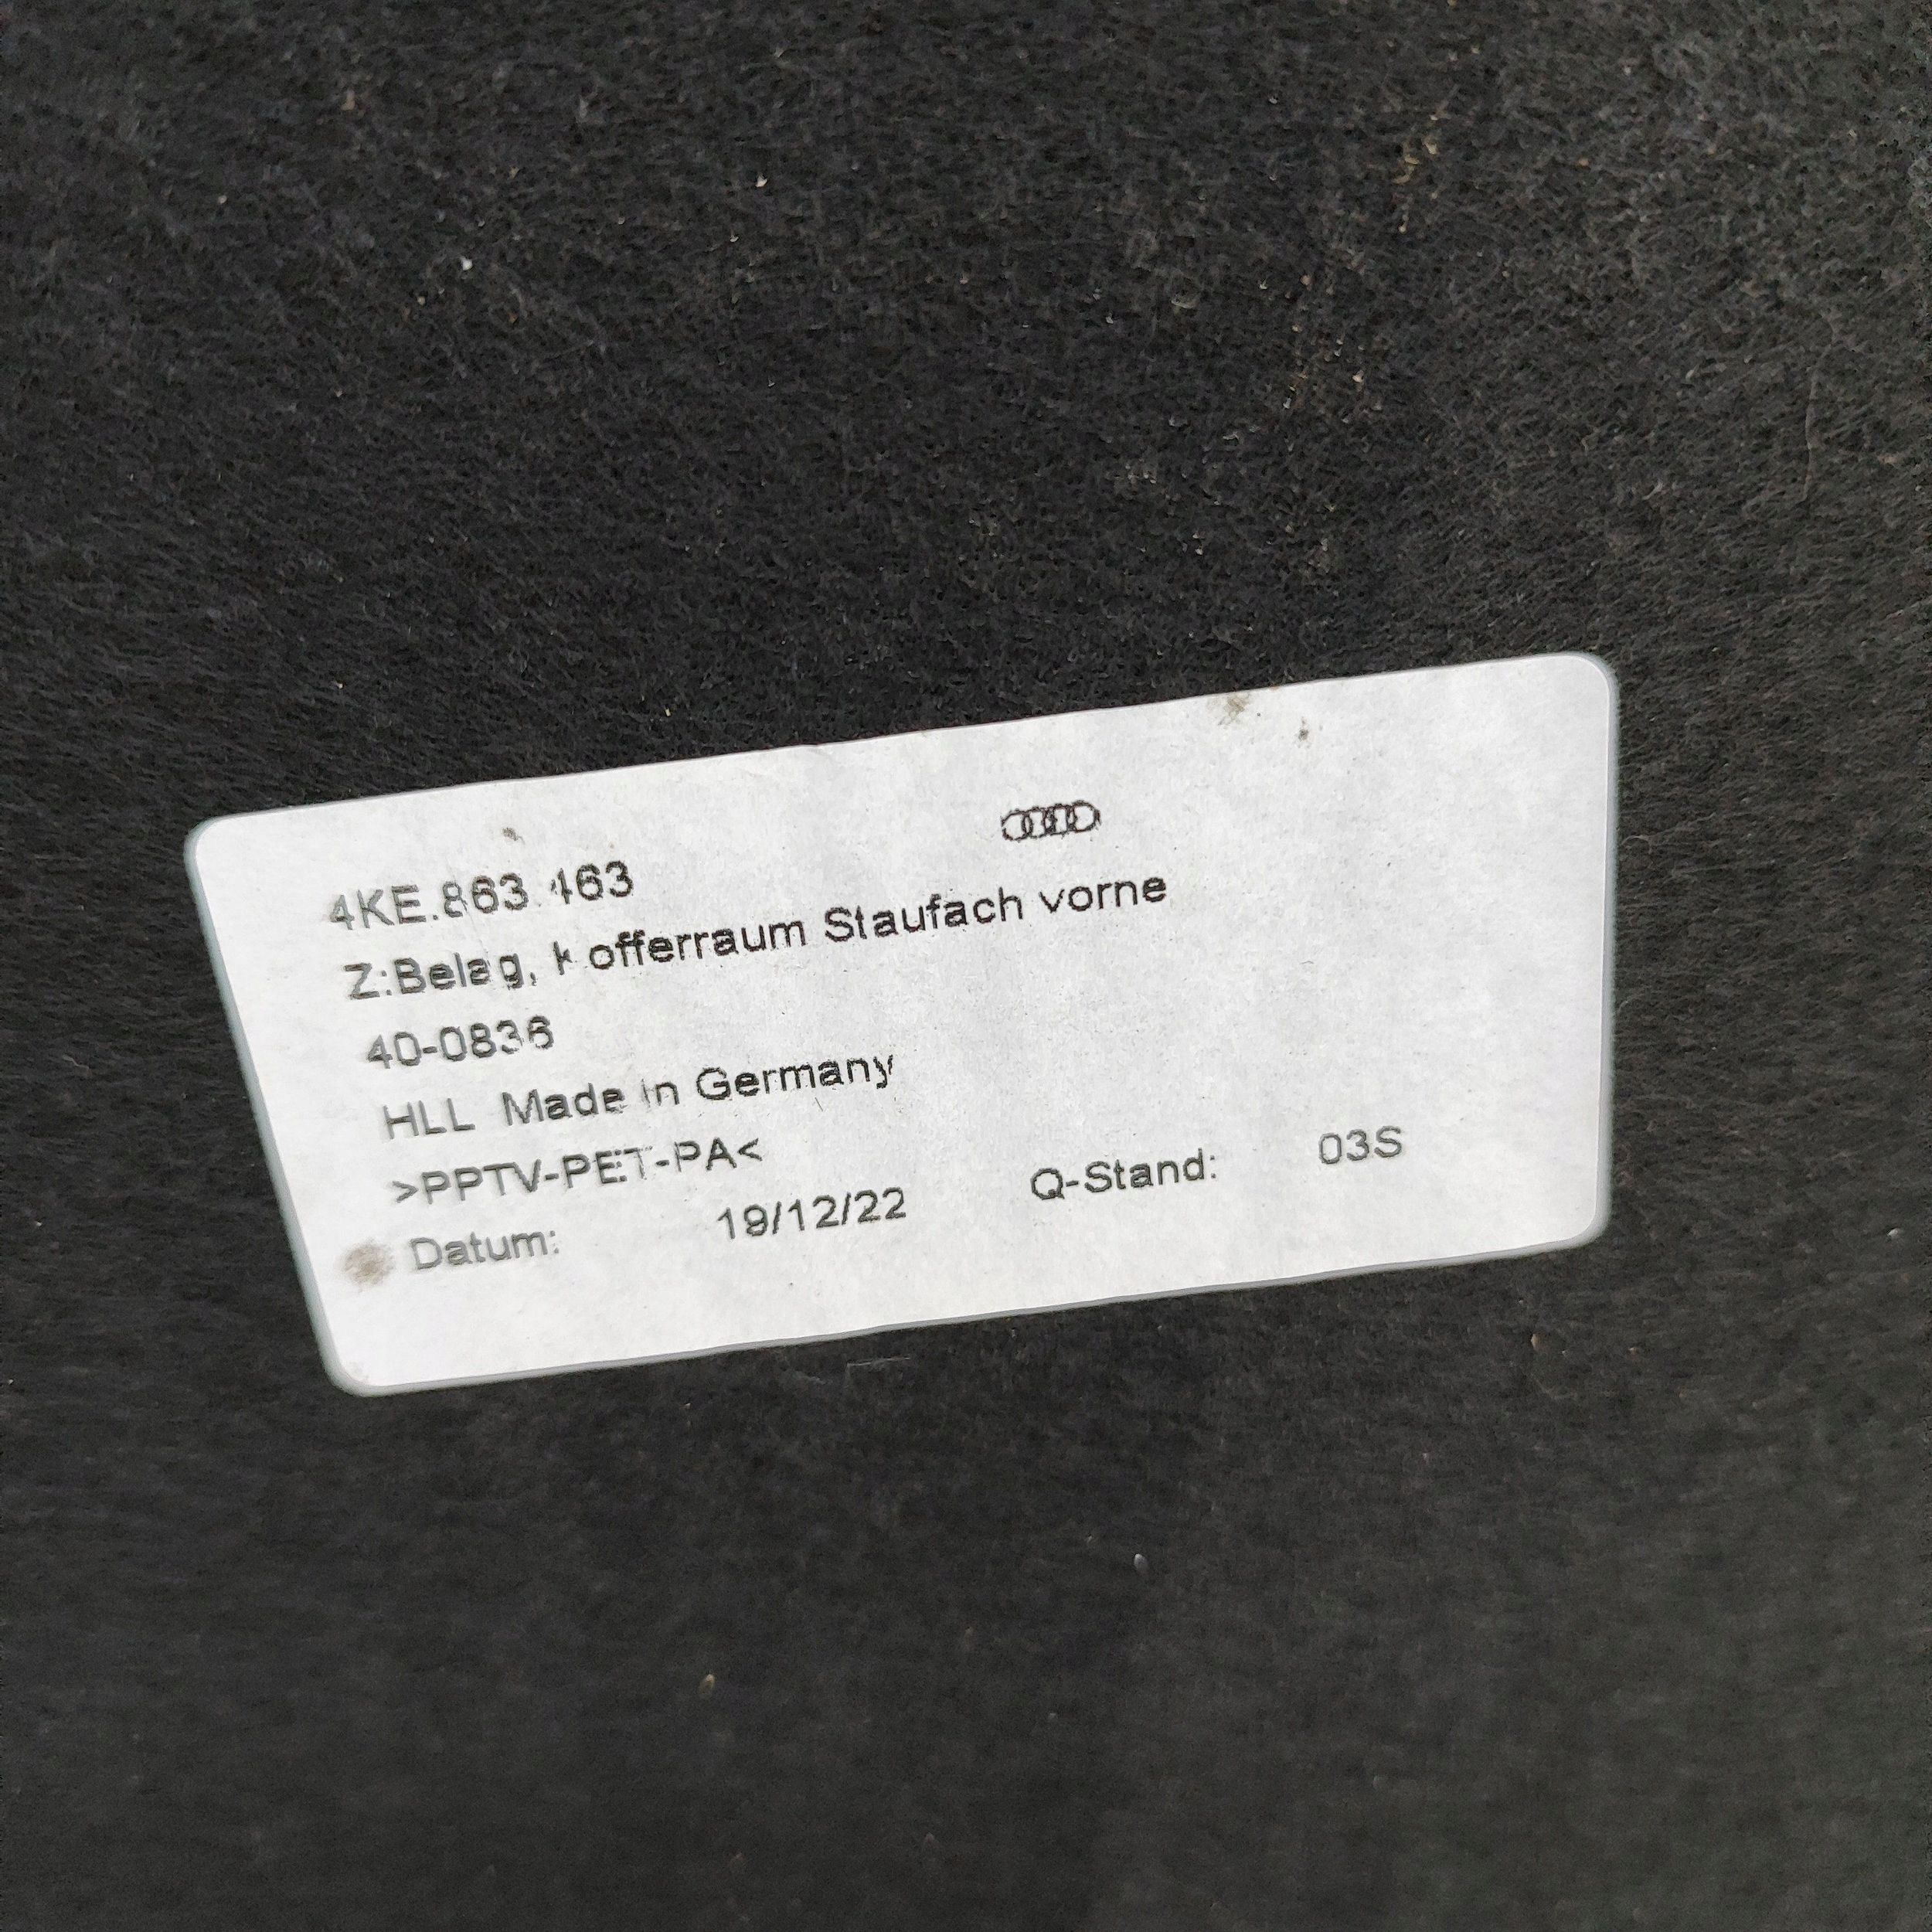 4KE.863.463
Z:Belag, Kofferraum Staufach vorne
40-0836
HLL Made in Germany
>PPTV-PET-PA<
Datum: 19/12/22 Q-Stand: 03S